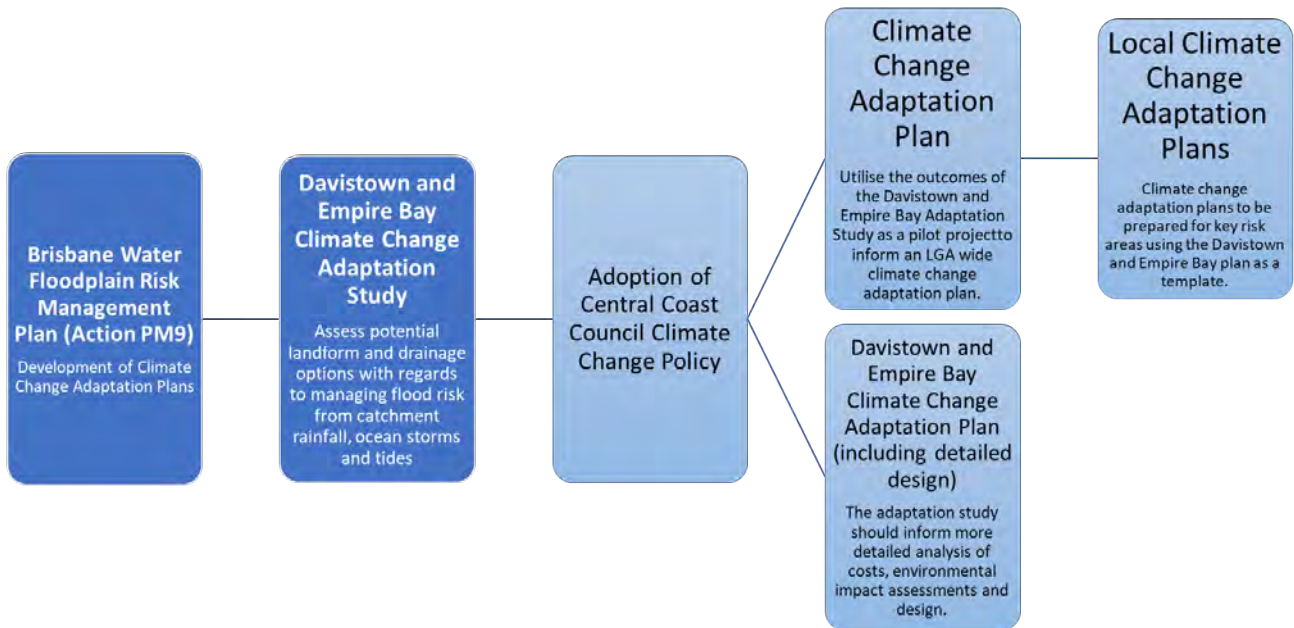 Brisbane Water
Floodplain Risk
Management
Plan (Action PM9)
Development of Climate
Change Adaptation Plans
Davistown and
Empire Bay
Climate Change
Adaptation
Study
Assess potential
landform and drainage
options with regards
to managing flood risk
from catchment
rainfall, ocean storms
and tides
Adoption of
Central Coast
Council Climate
Change Policy
Climate
Change
Adaptation
Plan
Utilise the outcomes of
the Davistown and
Empire Bay Adaptation
Study as a pilot projectto
inform an LGA wide
climate change
adaptation plan.
Davistown and
Empire Bay
Climate Change
Adaptation Plan
(including detailed
design)
The adaptation study
should inform more
detailed analysis of
costs, environmental
impact assessments and
design.
Local Climate
Change
Adaptation
Plans
Climate change
adaptation plans to be
prepared for key risk
areas using the Davistown
and Empire Bay plan as a
template.